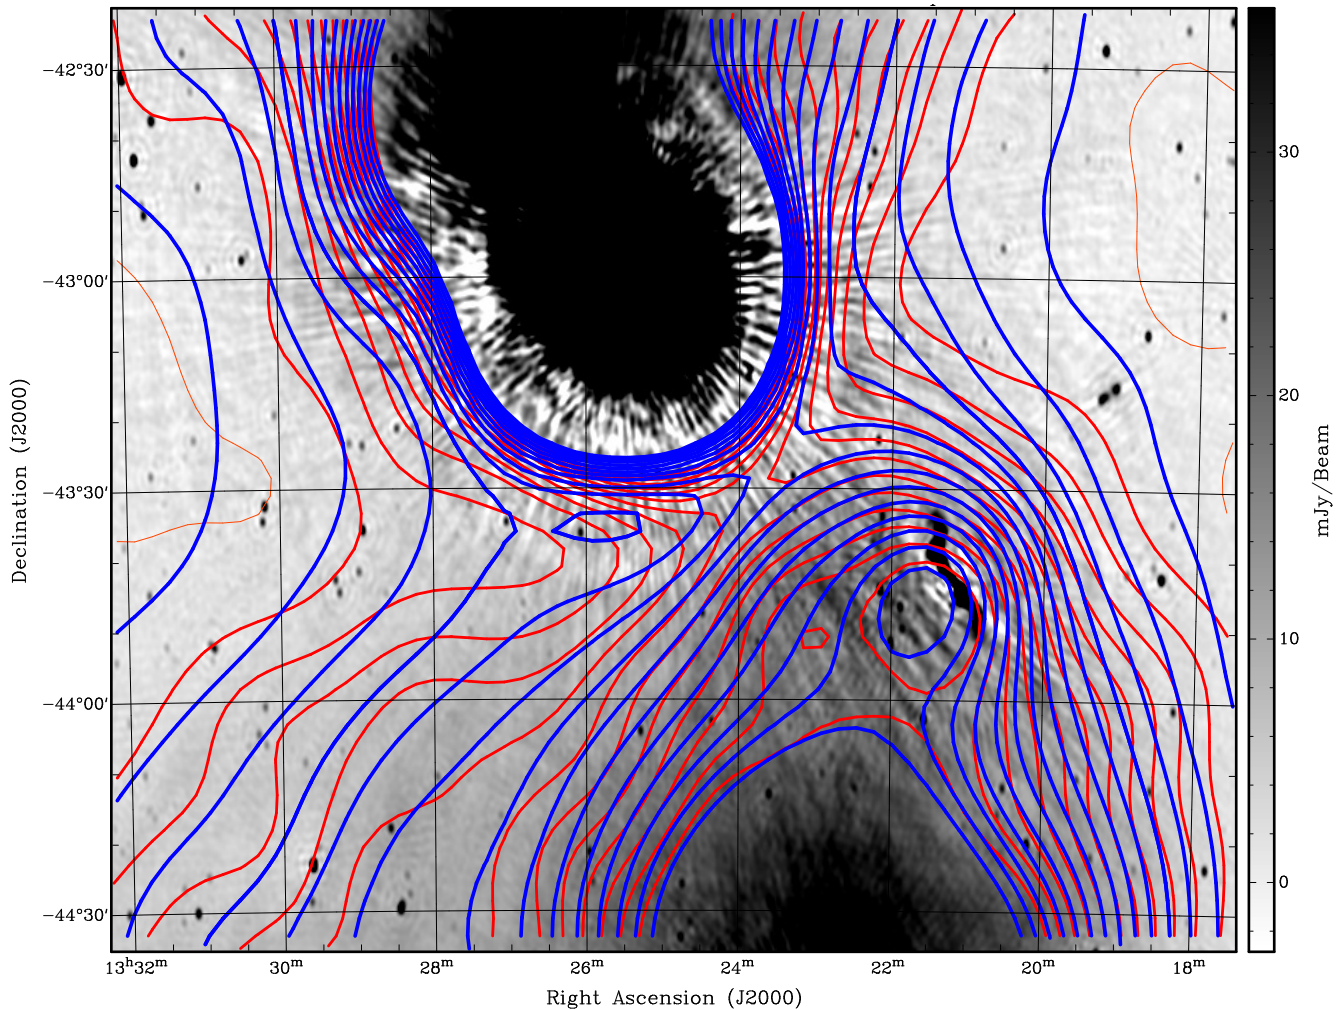 −42°30′
−43°00′
−43°30′
−44°00′
−44°30′
Declination (J2000)
13ʰ32ᵐ
30ᵐ
28ᵐ
26ᵐ
24ᵐ
22ᵐ
20ᵐ
18ᵐ
Right Ascension (J2000)
30
20
10
0
mJy/Beam